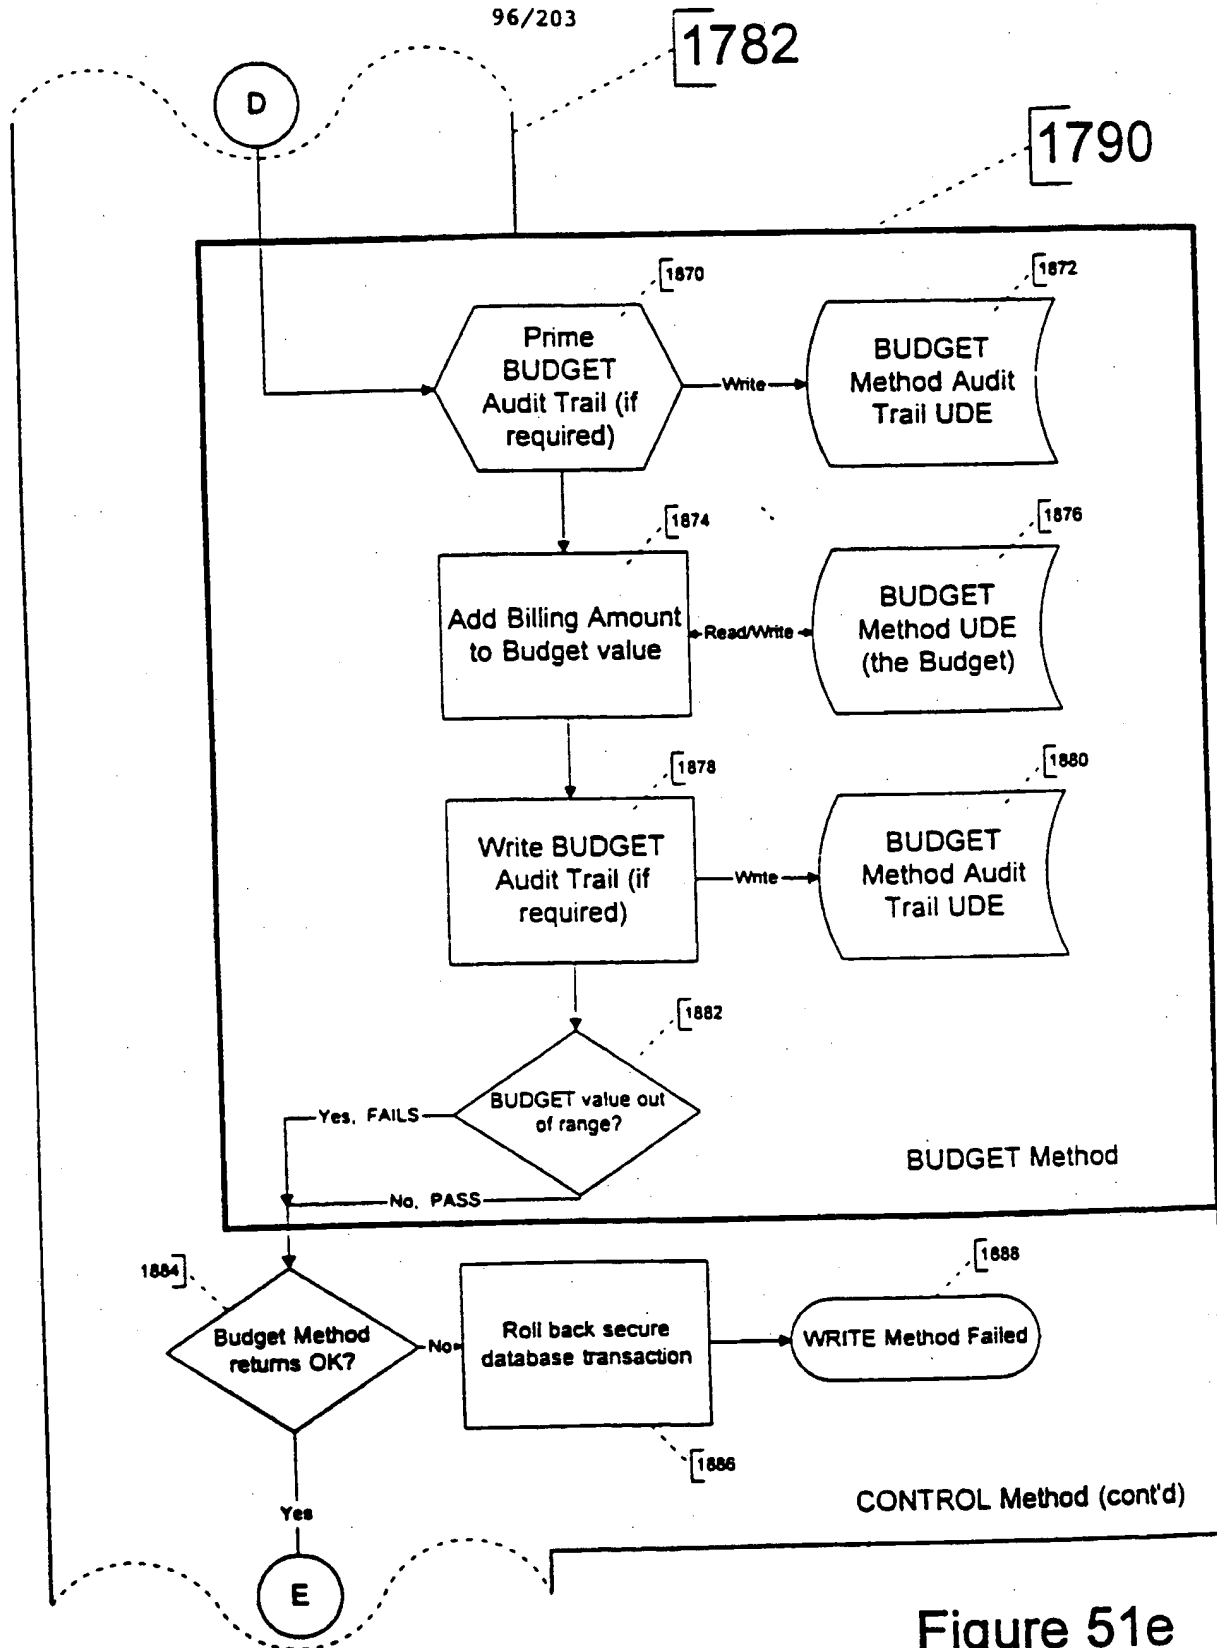 96/203
1782
D
1790
1870
1872
Prime
BUDGET
Audit Trail (if
required)
Write
BUDGET
Method Audit
Trail UDE
1874
1876
Add Billing Amount
to Budget value
Read/Write
BUDGET
Method UDE
(the Budget)
1878
1880
Write BUDGET
Audit Trail (if
required)
Write
BUDGET
Method Audit
Trail UDE
1882
BUDGET value out
of range?
Yes, FAILS
No, PASS
BUDGET Method
1884
1888
Budget Method
returns OK?
No
Roll back secure
database transaction
WRITE Method Failed
1886
Yes
CONTROL Method (cont'd)
E
Figure 51e